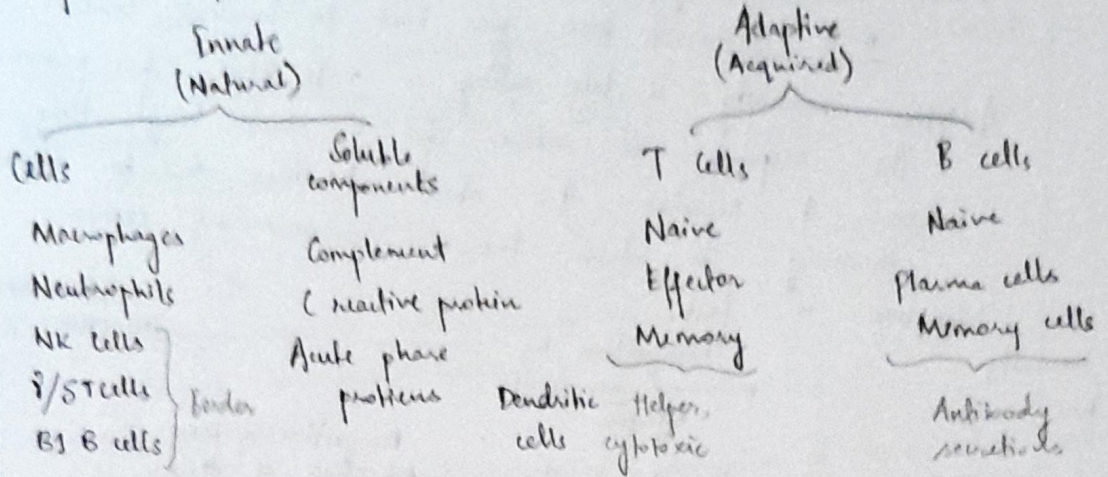 Innate
(Natural)
Adaptive
(Acquired)
Cells
Soluble
components
T Cells
B cells
Macrophages
Neutrophils
NK Cells
γ/δ T cells
B1 B cells
Border
Complement
C reactive protein
Acute phase
proteins
Dendritic
cells
Naive
Effector
Memory
Helper,
cytotoxic
Naive
Plasma cells
Memory cells
Antibody
secretions